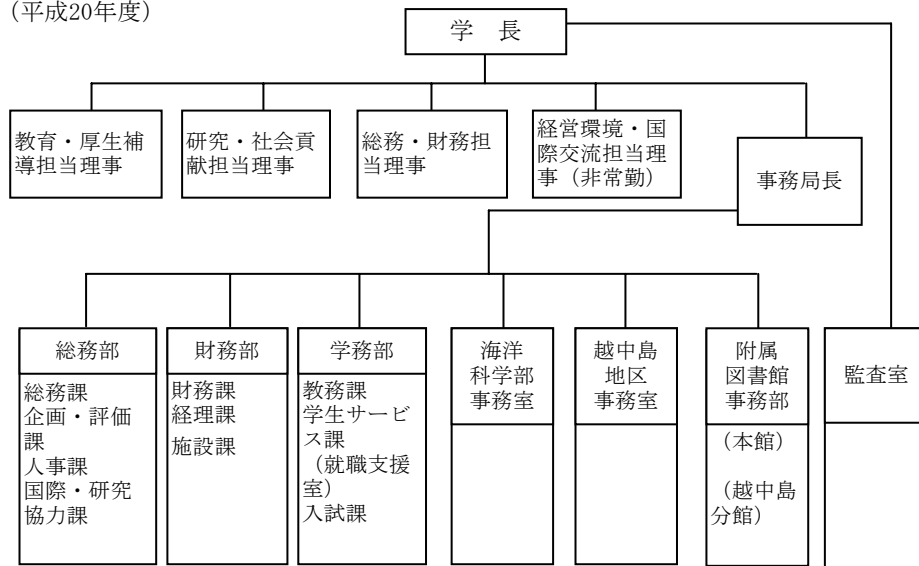 (平成20年度)
学 長
教育・厚生補
導担当理事
研究・社会貢
献担当理事
総務・財務担
当理事
経営環境・国
際交流担当理
事（非常勤）
事務局長
総務部
総務課
企画・評価
課
人事課
国際・研究
協力課
財務部
財務課
経理課
施設課
学務部
教務課
学生サービ
ス課
（就職支援
室）
入試課
海洋
科学部
事務室
越中島
地区
事務室
附属
図書館
事務部
（本館）
（越中島
分館）
監査室